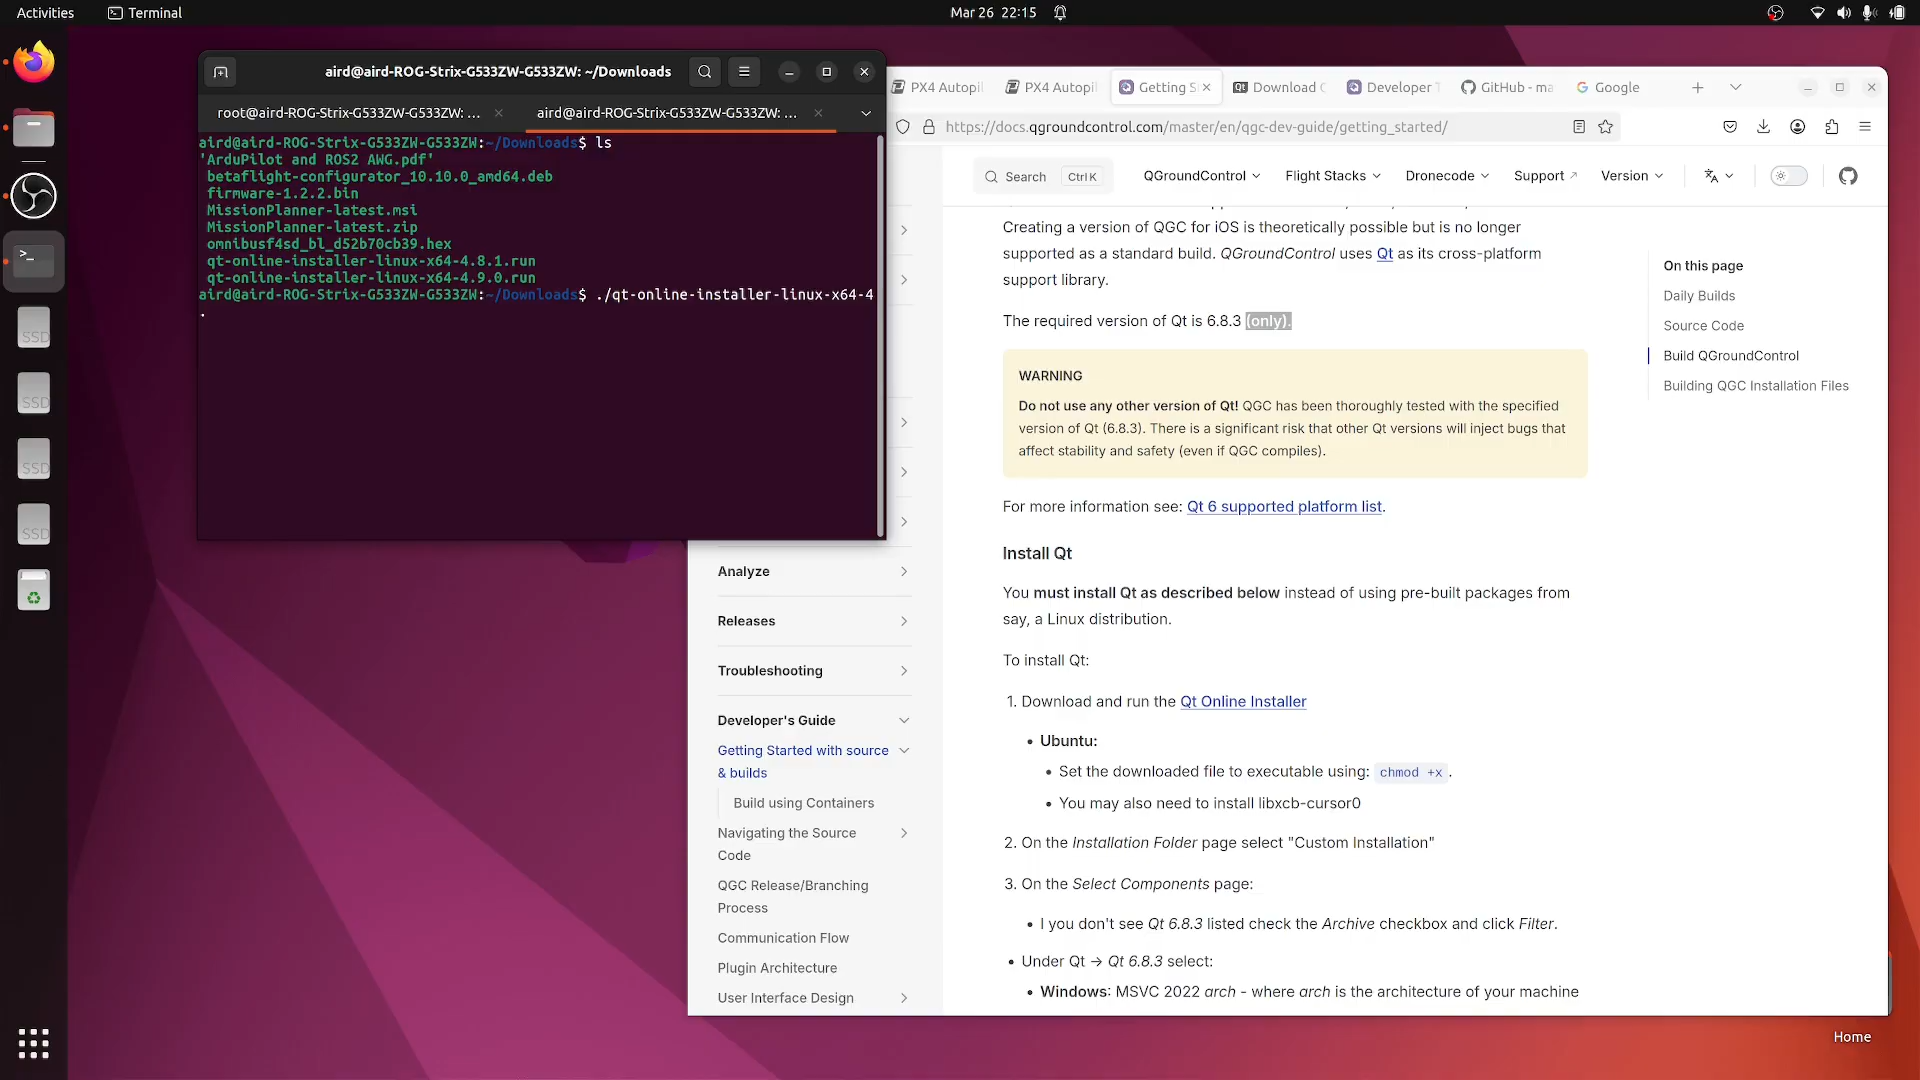 Activities
Terminal
Mar 26 22:15
aird@aird-ROG-Strix-G533ZW-G533ZW: ~/Downloads
root@aird-ROG-Strix-G533ZW-G533ZW: ...
aird@aird-ROG-Strix-G533ZW-G533ZW: ...
aird@aird-ROG-Strix-G533ZW-G533ZW:~/Downloads$ ls
'ArduPilot and ROS2 AWG.pdf'
betaflight-configurator_10.10.0_amd64.deb
firmware-1.2.2.bin
MissionPlanner-latest.msi
MissionPlanner-latest.zip
omnibusf4sd_bl_d52b70cb39.hex
qt-online-installer-linux-x64-4.8.1.run
qt-online-installer-linux-x64-4.9.0.run
aird@aird-ROG-Strix-G533ZW-G533ZW:~/Downloads$ ./qt-online-installer-linux-x64-4
.
SSD
SSD
SSD
SSD
PX4 Autopi
PX4 Autopi
Getting S
Download
Developer
GitHub - ma
Google
https://docs.qgroundcontrol.com/master/en/qgc-dev-guide/getting_started/
Search
Ctrl K
QGroundControl
Flight Stacks
Dronecode
Support
Version
Creating a version of QGC for iOS is theoretically possible but is no longer
supported as a standard build. QGroundControl uses Qt as its cross-platform
support library.
The required version of Qt is 6.8.3 (only).
WARNING
Do not use any other version of Qt! QGC has been thoroughly tested with the specified
version of Qt (6.8.3). There is a significant risk that other Qt versions will inject bugs that
affect stability and safety (even if QGC compiles).
For more information see: Qt 6 supported platform list.
Install Qt
You must install Qt as described below instead of using pre-built packages from
say, a Linux distribution.
To install Qt:
1. Download and run the Qt Online Installer
• Ubuntu:
• Set the downloaded file to executable using: chmod +x.
• You may also need to install libxcb-cursor0
2. On the Installation Folder page select "Custom Installation"
3. On the Select Components page:
• I you don't see Qt 6.8.3 listed check the Archive checkbox and click Filter.
• Under Qt → Qt 6.8.3 select:
• Windows: MSVC 2022 arch - where arch is the architecture of your machine
On this page
Daily Builds
Source Code
Build QGroundControl
Building QGC Installation Files
Analyze
Releases
Troubleshooting
Developer's Guide
Getting Started with source
& builds
Build using Containers
Navigating the Source
Code
QGC Release/Branching
Process
Communication Flow
Plugin Architecture
User Interface Design
Home